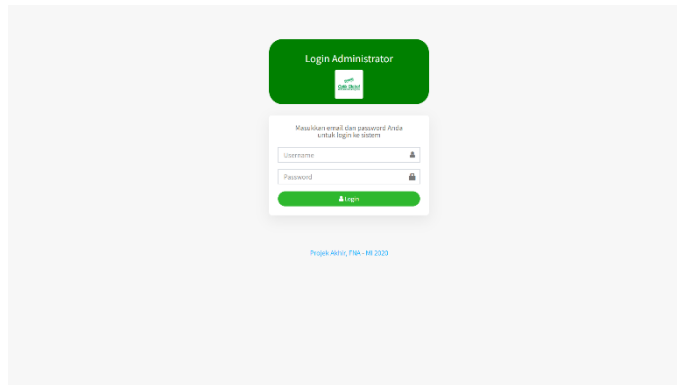 Login Administrator
Masukkan email dan password Anda
untuk login ke sistem
Username
Password
Login
Projek Akhir, FNA - MI 2020